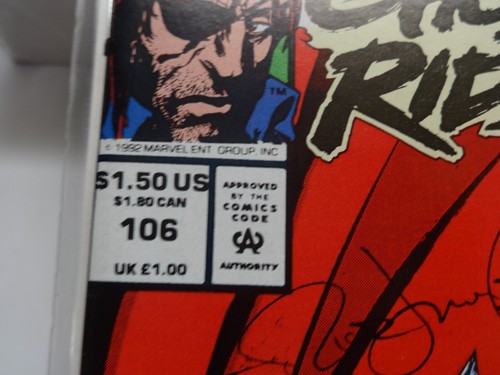 RID
TM
© 1992 MARVEL ENT. GROUP, INC
$1.50 US
$1.80 CAN
106
UK £1.00
APPROVED
BY THE
COMICS
CODE
CA
AUTHORITY